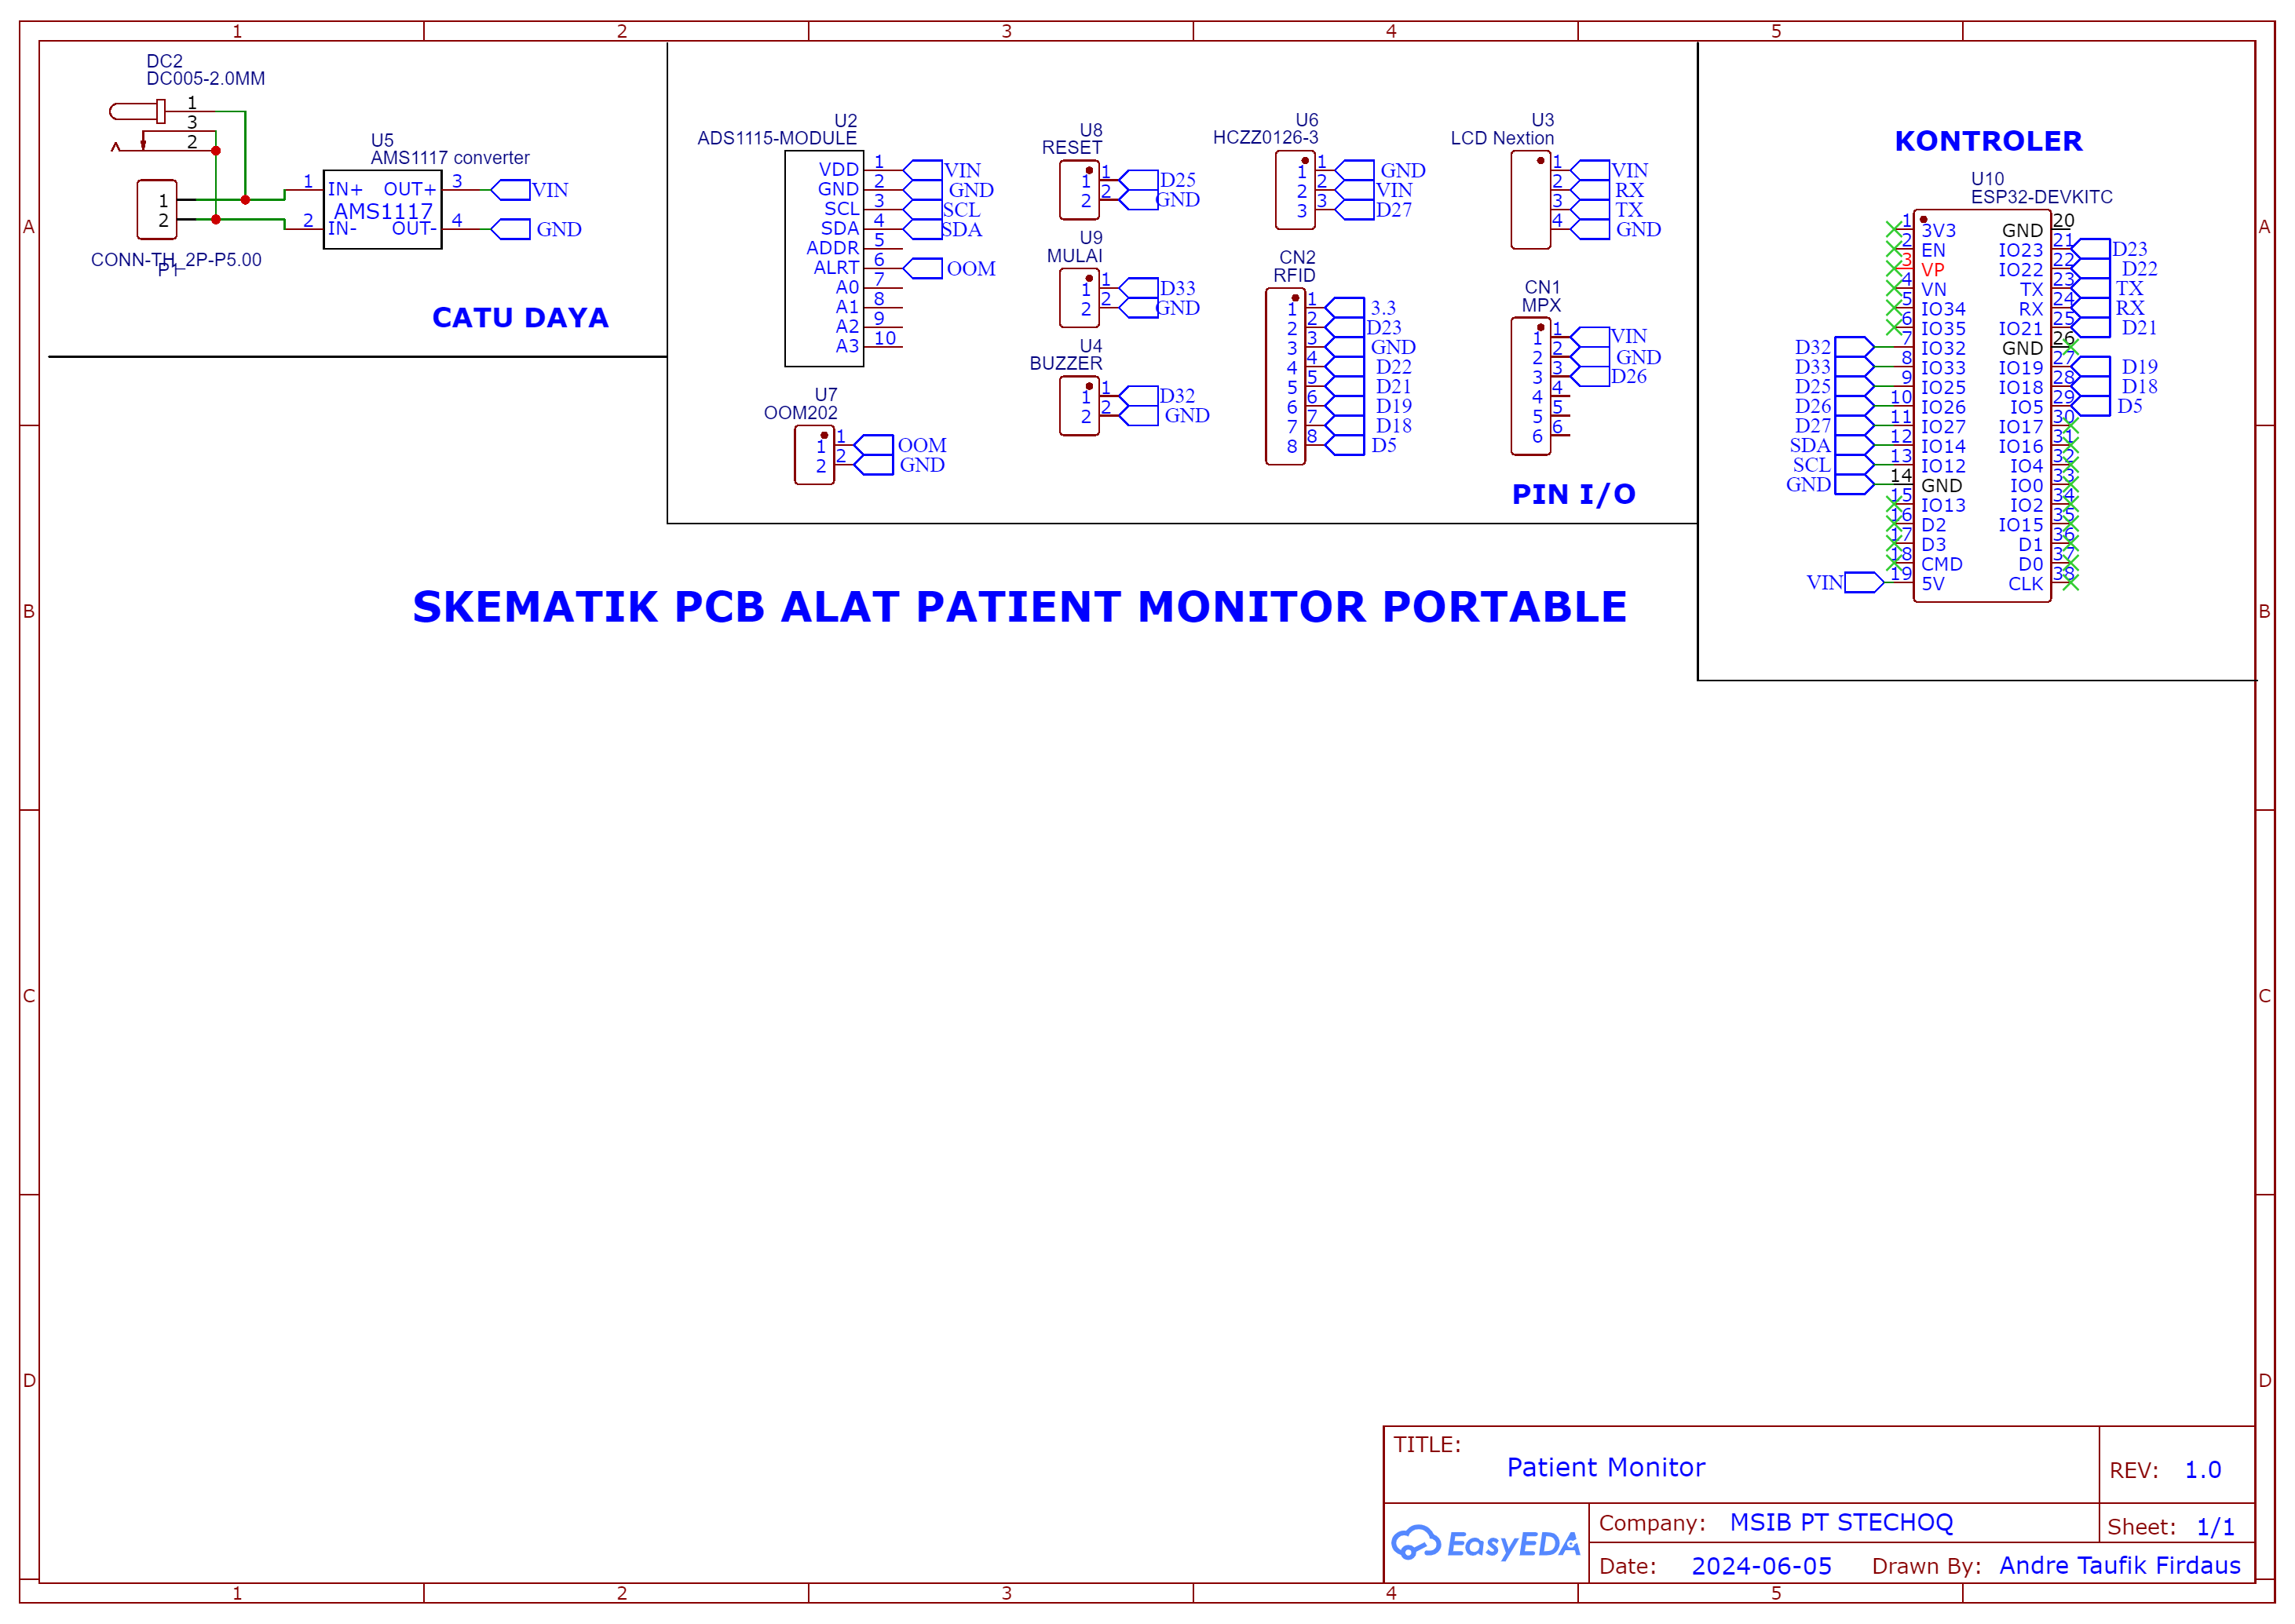 1 2 3 4 5
A A
B B
C C
D D
DC2
DC005-2.0MM
1
3
2
1
2
CONN-TH_2P-P5.00
P1
U5
AMS1117 converter
1 IN+ OUT+ 3 VIN
AMS1117
2 IN- OUT- 4 GND
CATU DAYA
U2
ADS1115-MODULE
VDD 1 VIN
GND 2 GND
SCL 3 SCL
SDA 4 SDA
ADDR 5
ALRT 6 OOM
A0 7
A1 8
A2 9
A3 10
U7
OOM202
1 1 OOM
2 2 GND
U8
RESET
1 1 D25
2 2 GND
U9
MULAI
1 1 D33
2 2 GND
U4
BUZZER
1 1 D32
2 2 GND
U6
HCZZ0126-3
1 1 GND
2 2 VIN
3 3 D27
CN2
RFID
1 1 3.3
2 2 D23
3 3 GND
4 4 D22
5 5 D21
6 6 D19
7 7 D18
8 8 D5
U3
LCD Nextion
1 VIN
2 RX
3 TX
4 GND
CN1
MPX
1 1 VIN
2 2 GND
3 3 D26
4 4
5 5
6 6
PIN I/O
KONTROLER
U10
ESP32-DEVKITC
1 3V3 GND 20
2 EN IO23 21 D23
3 VP IO22 22 D22
4 VN TX 23 TX
5 IO34 RX 24 RX
6 IO35 IO21 25 D21
D32 7 IO32 GND 26
D33 8 IO33 IO19 27 D19
D25 9 IO25 IO18 28 D18
D26 10 IO26 IO5 29 D5
D27 11 IO27 IO17 30
SDA 12 IO14 IO16 31
SCL 13 IO12 IO4 32
GND 14 GND IO0 33
15 IO13 IO2 34
16 D2 IO15 35
17 D3 D1 36
18 CMD D0 37
VIN 19 5V CLK 38
SKEMATIK PCB ALAT PATIENT MONITOR PORTABLE
TITLE:
Patient Monitor
REV: 1.0
EasyEDA
Company: MSIB PT STECHOQ
Sheet: 1/1
Date: 2024-06-05 Drawn By: Andre Taufik Firdaus
1 2 3 4 5